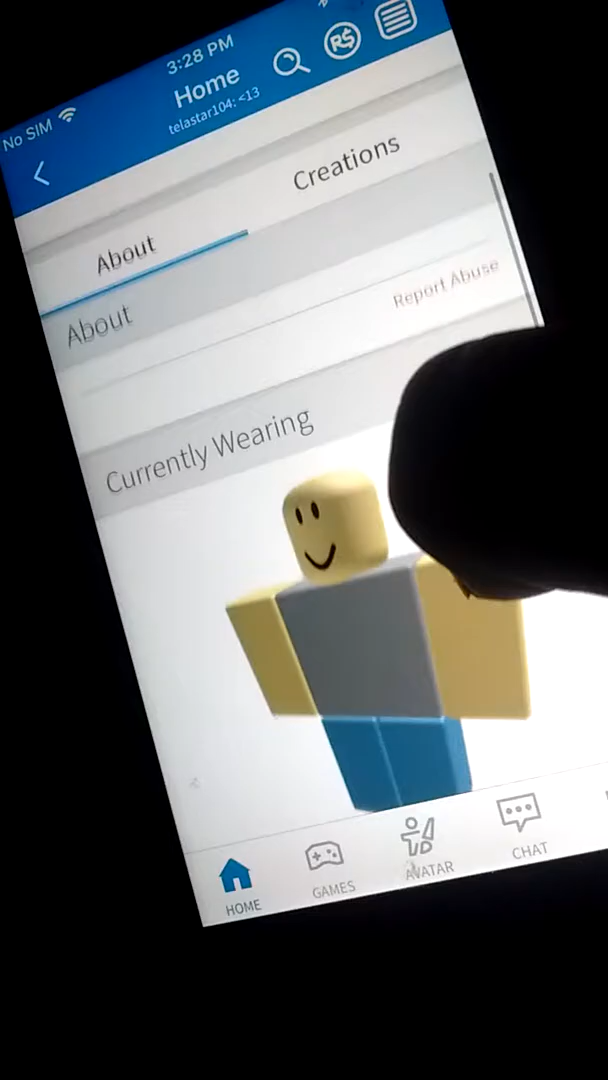 No SIM 3:28 PM
Home
telastar104: <13
R$
About
Creations
About
Report Abuse
Currently Wearing
HOME
GAMES
AVATAR
CHAT